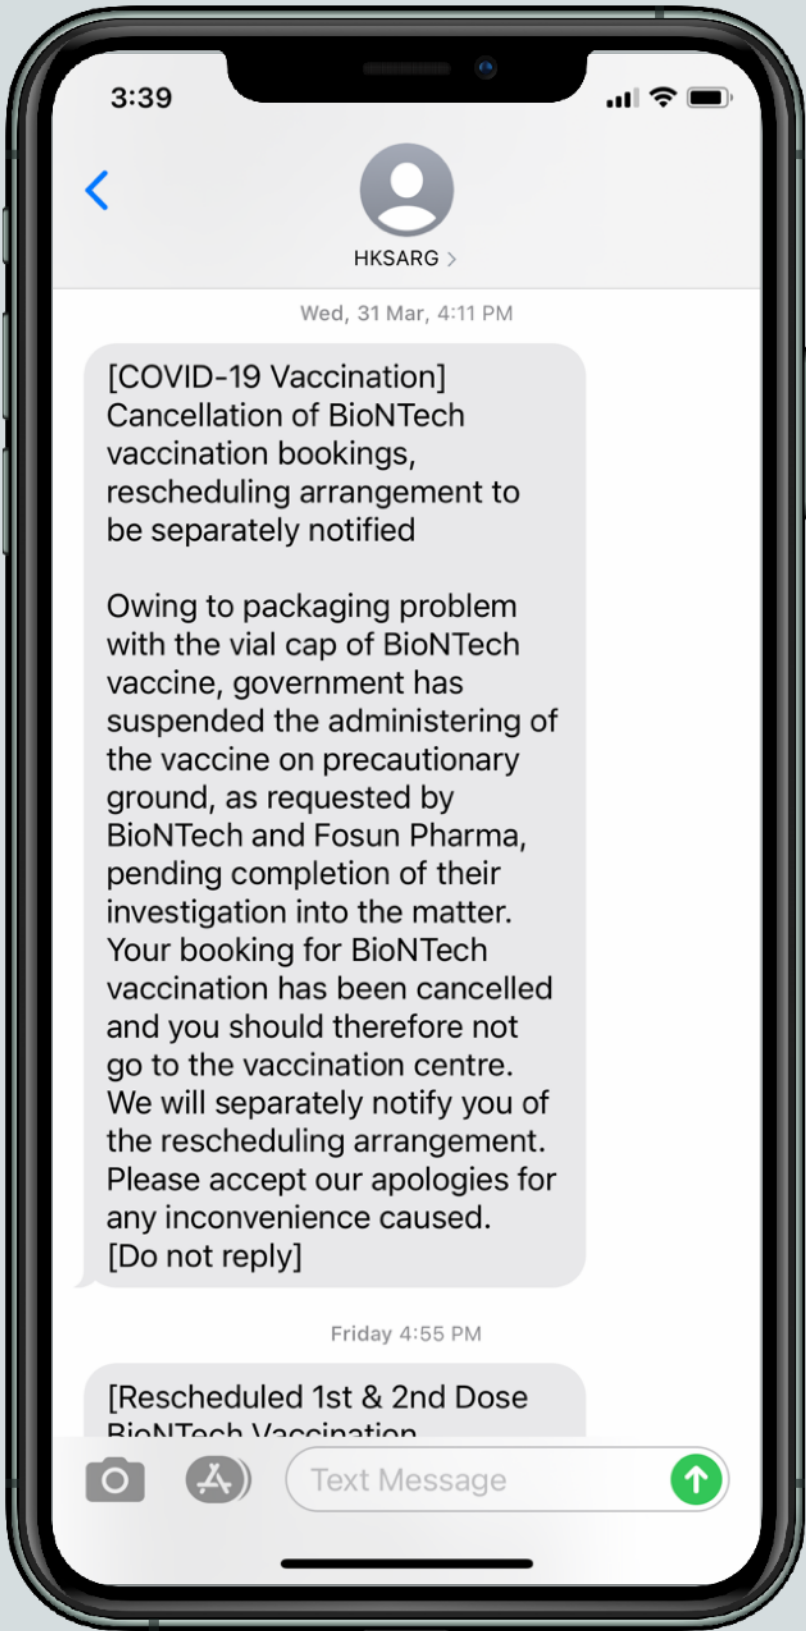 3:39
HKSARG
Wed, 31 Mar, 4:11 PM
[COVID-19 Vaccination]
Cancellation of BioNTech
vaccination bookings,
rescheduling arrangement to
be separately notified
Owing to packaging problem
with the vial cap of BioNTech
vaccine, government has
suspended the administering of
the vaccine on precautionary
ground, as requested by
BioNTech and Fosun Pharma,
pending completion of their
investigation into the matter.
Your booking for BioNTech
vaccination has been cancelled
and you should therefore not
go to the vaccination centre.
We will separately notify you of
the rescheduling arrangement.
Please accept our apologies for
any inconvenience caused.
[Do not reply]
Friday 4:55 PM
[Rescheduled 1st & 2nd Dose
BioNTech Vaccination
Text Message